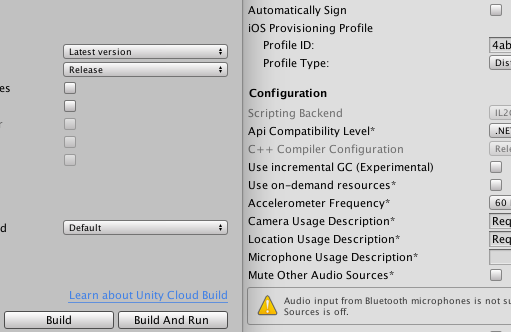 Latest version
Release
es
r
d
Default
Learn about Unity Cloud Build
Build
Build And Run
Automatically Sign
iOS Provisioning Profile
Profile ID:
4ab
Profile Type:
Dis
Configuration
Scripting Backend
IL2C
Api Compatibility Level*
.NE
C++ Compiler Configuration
Rele
Use incremental GC (Experimental)
Use on-demand resources*
Accelerometer Frequency*
60
Camera Usage Description*
Req
Location Usage Description*
Req
Microphone Usage Description*
Mute Other Audio Sources*
Audio input from Bluetooth microphones is not su
Sources is off.